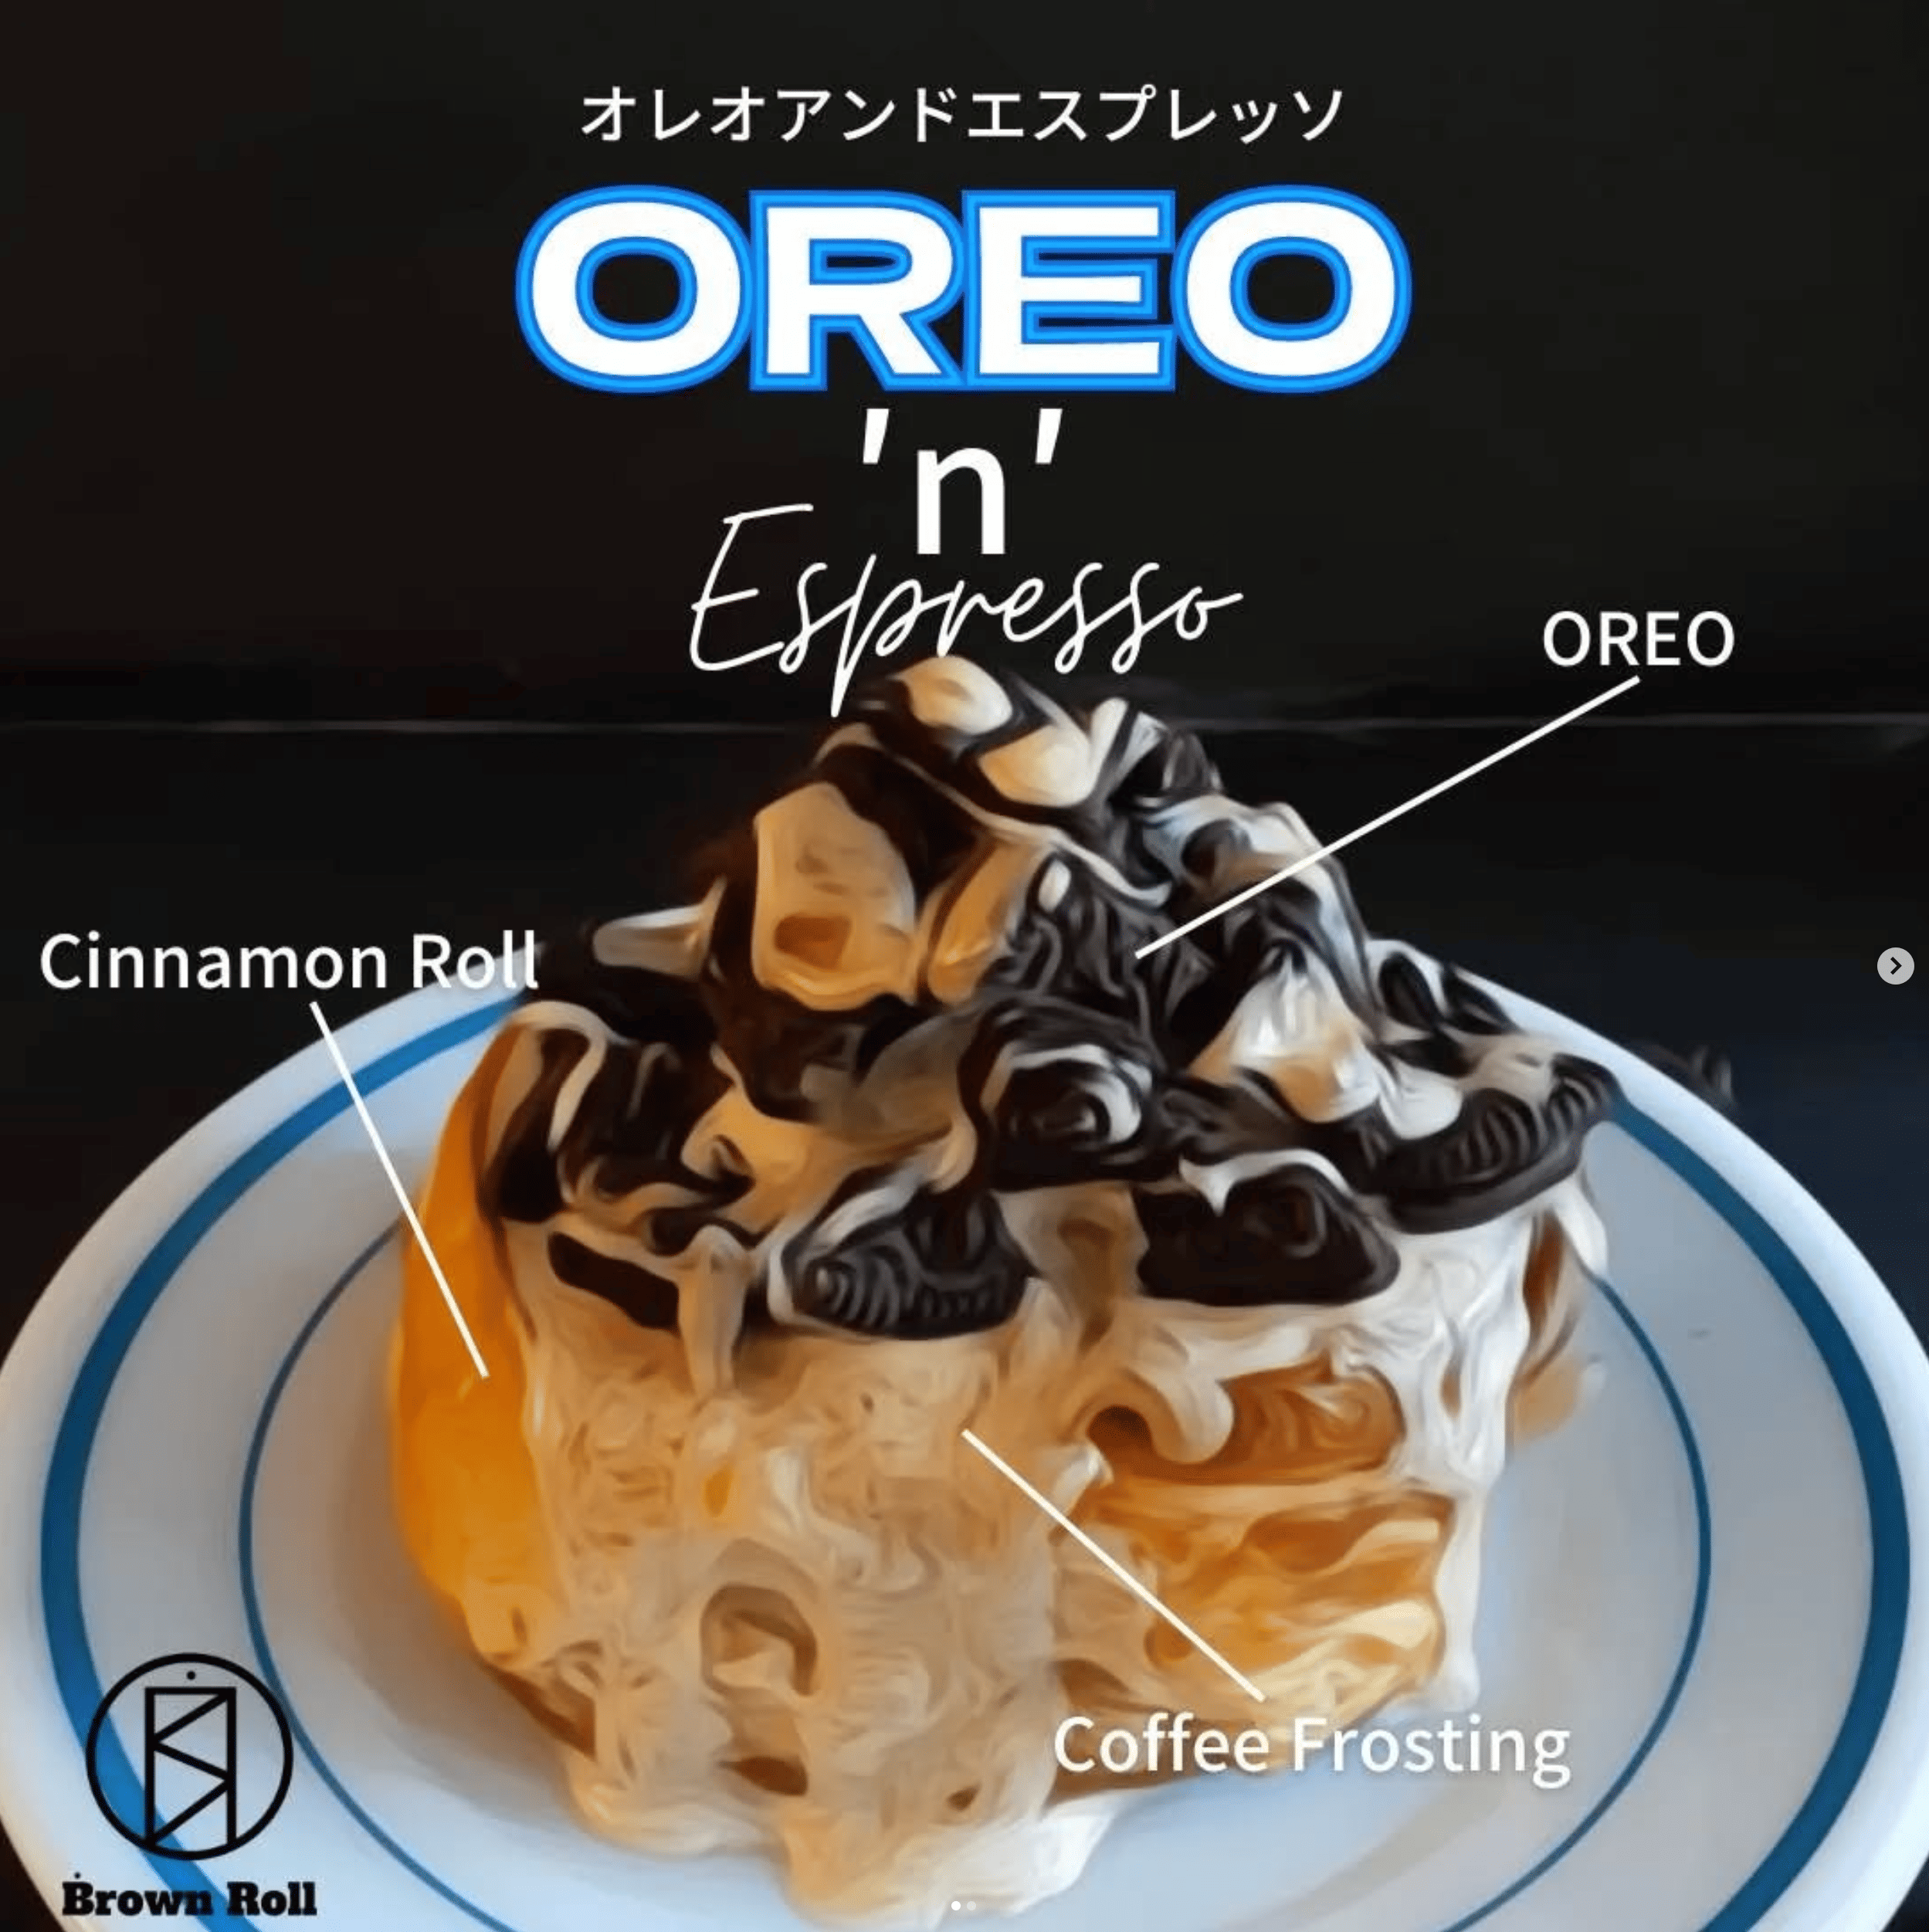 オレオアンドエスプレッソ
OREO
'n'
Espresso
OREO
Cinnamon Roll
Coffee Frosting
Brown Roll